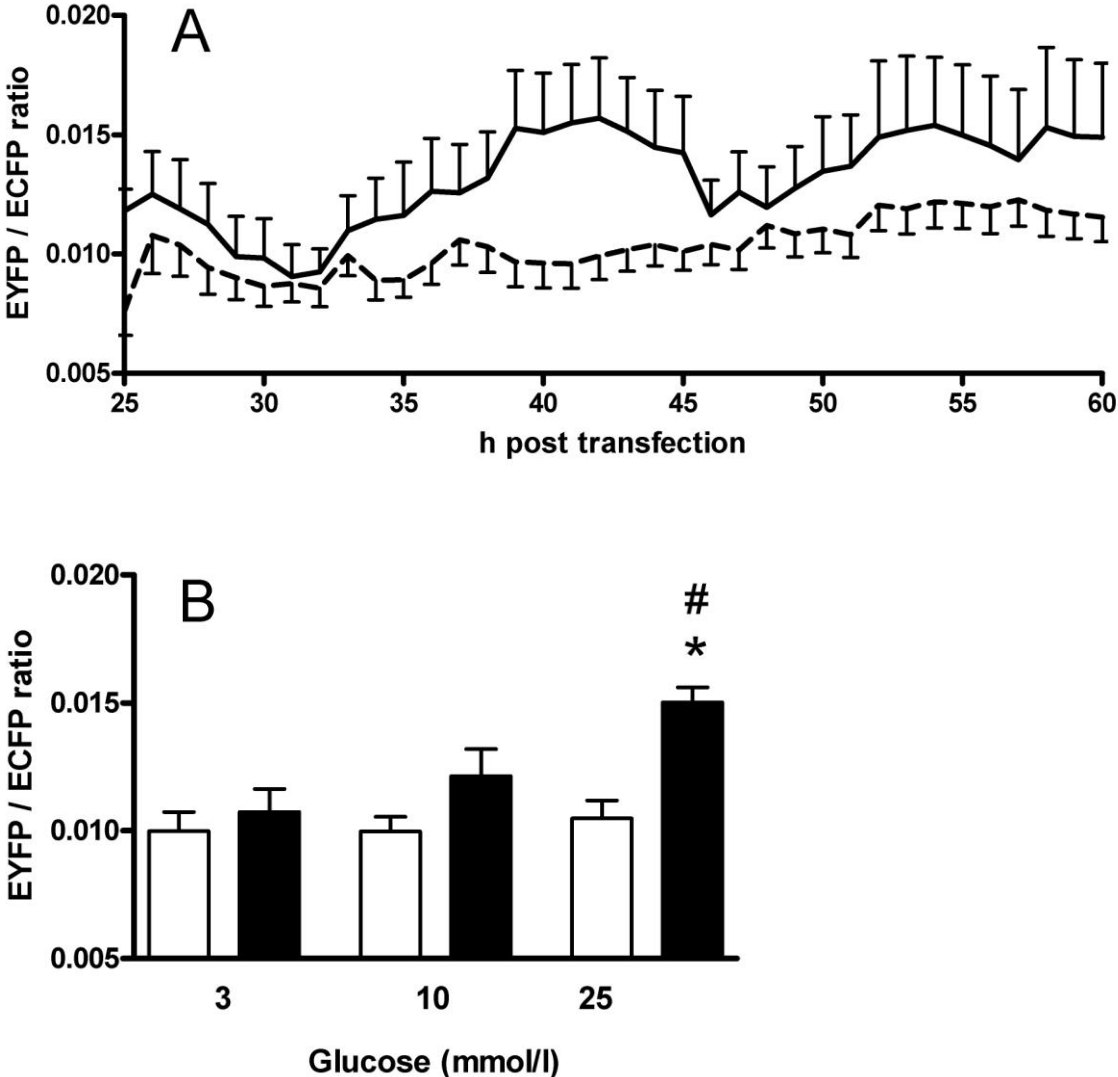 A
EYFP / ECFP ratio
0.020
0.015
0.010
0.005
25 30 35 40 45 50 55 60
h post transfection
B
EYFP / ECFP ratio
0.020
0.015
0.010
0.005
#
*
3 10 25
Glucose (mmol/l)